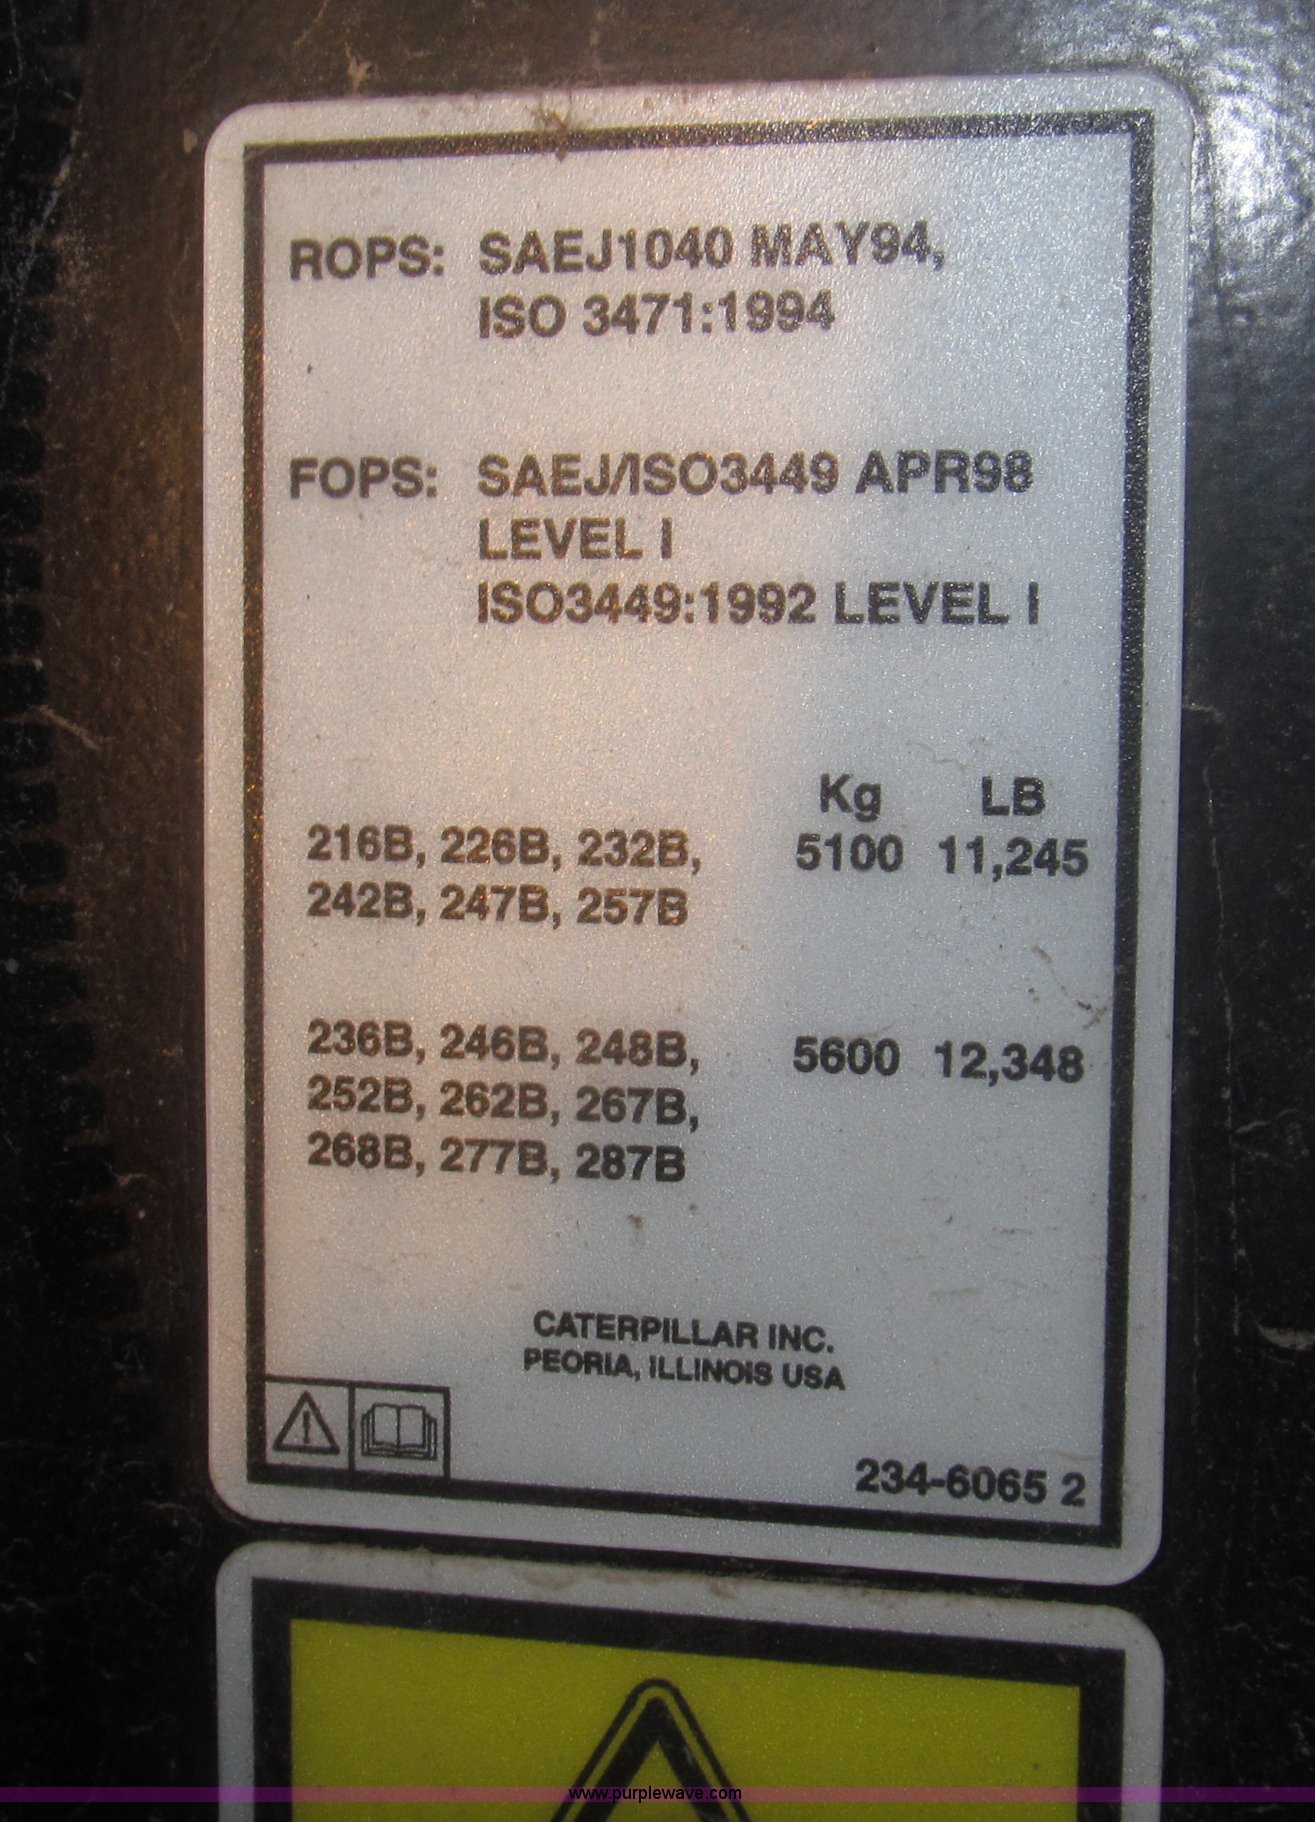 ROPS: SAEJ1040 MAY94,
ISO 3471:1994
FOPS: SAEJ/ISO3449 APR98
LEVEL I
ISO3449:1992 LEVEL I
Kg LB
216B, 226B, 232B, 5100 11,245
242B, 247B, 257B
236B, 246B, 248B, 5600 12,348
252B, 262B, 267B,
268B, 277B, 287B
CATERPILLAR INC.
PEORIA, ILLINOIS USA
234-6065 2
www.purplewave.com